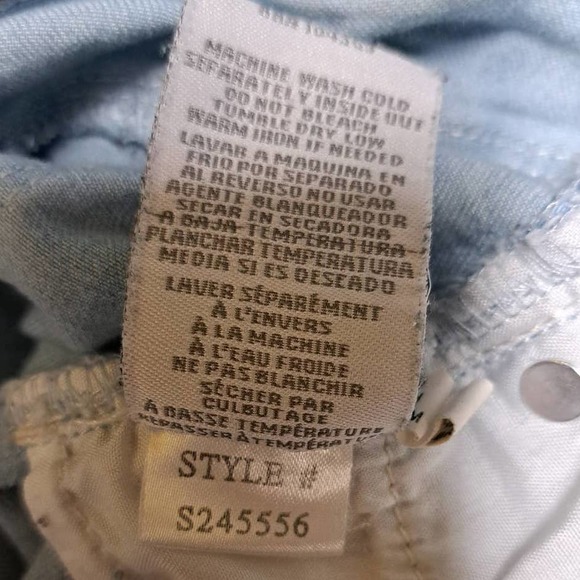 MACHINE WASH COLD
SEPARATELY INSIDE OUT
DO NOT BLEACH
TUMBLE DRY LOW
WARM IRON IF NEEDED
LAVAR A MAQUINA EN
FRIO POR SEPARADO
AL REVERSO NO USAR
AGENTE BLANQUEADOR
SECAR EN SECADORA
A BAJA TEMPERATURA
PLANCHAR TEMPERATURA
MEDIA SI ES DESEADO
LAVER SÉPARÉMENT
À L'ENVERS
À LA MACHINE
À L'EAU FROIDE
NE PAS BLANCHIR
SÉCHER PAR
CULBUTAGE
À BASSE TEMPÉRATURE
REPASSER À TEMPÉRATURE
STYLE #
S245556